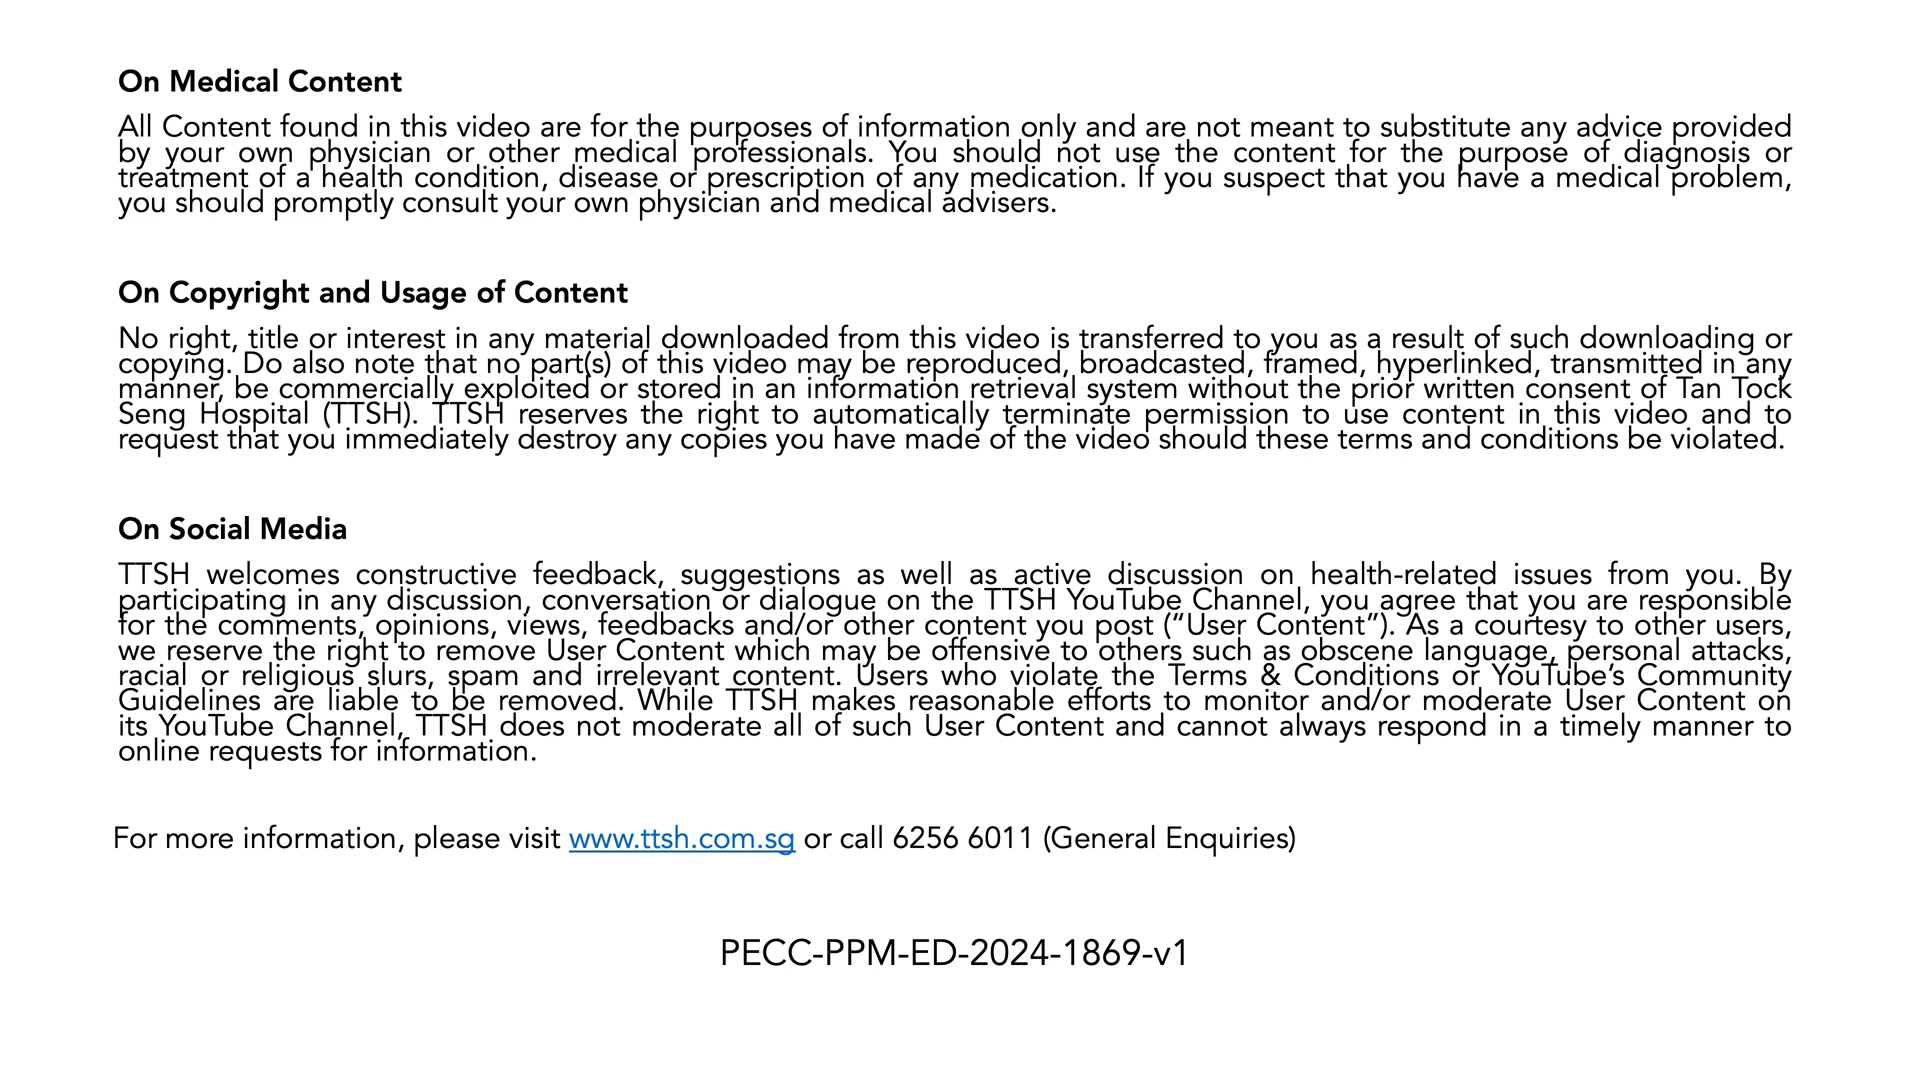 On Medical Content
All Content found in this video are for the purposes of information only and are not meant to substitute any advice provided
by your own physician or other medical professionals. You should not use the content for the purpose of diagnosis or
treatment of a health condition, disease or prescription of any medication. If you suspect that you have a medical problem,
you should promptly consult your own physician and medical advisers.
On Copyright and Usage of Content
No right, title or interest in any material downloaded from this video is transferred to you as a result of such downloading or
copying. Do also note that no part(s) of this video may be reproduced, broadcasted, framed, hyperlinked, transmitted in any
manner, be commercially exploited or stored in an information retrieval system without the prior written consent of Tan Tock
Seng Hospital (TTSH). TTSH reserves the right to automatically terminate permission to use content in this video and to
request that you immediately destroy any copies you have made of the video should these terms and conditions be violated.
On Social Media
TTSH welcomes constructive feedback, suggestions as well as active discussion on health-related issues from you. By
participating in any discussion, conversation or dialogue on the TTSH YouTube Channel, you agree that you are responsible
for the comments, opinions, views, feedbacks and/or other content you post (“User Content”). As a courtesy to other users,
we reserve the right to remove User Content which may be offensive to others such as obscene language, personal attacks,
racial or religious slurs, spam and irrelevant content. Users who violate the Terms & Conditions or YouTube’s Community
Guidelines are liable to be removed. While TTSH makes reasonable efforts to monitor and/or moderate User Content on
its YouTube Channel, TTSH does not moderate all of such User Content and cannot always respond in a timely manner to
online requests for information.
For more information, please visit www.ttsh.com.sg or call 6256 6011 (General Enquiries)
PECC-PPM-ED-2024-1869-v1